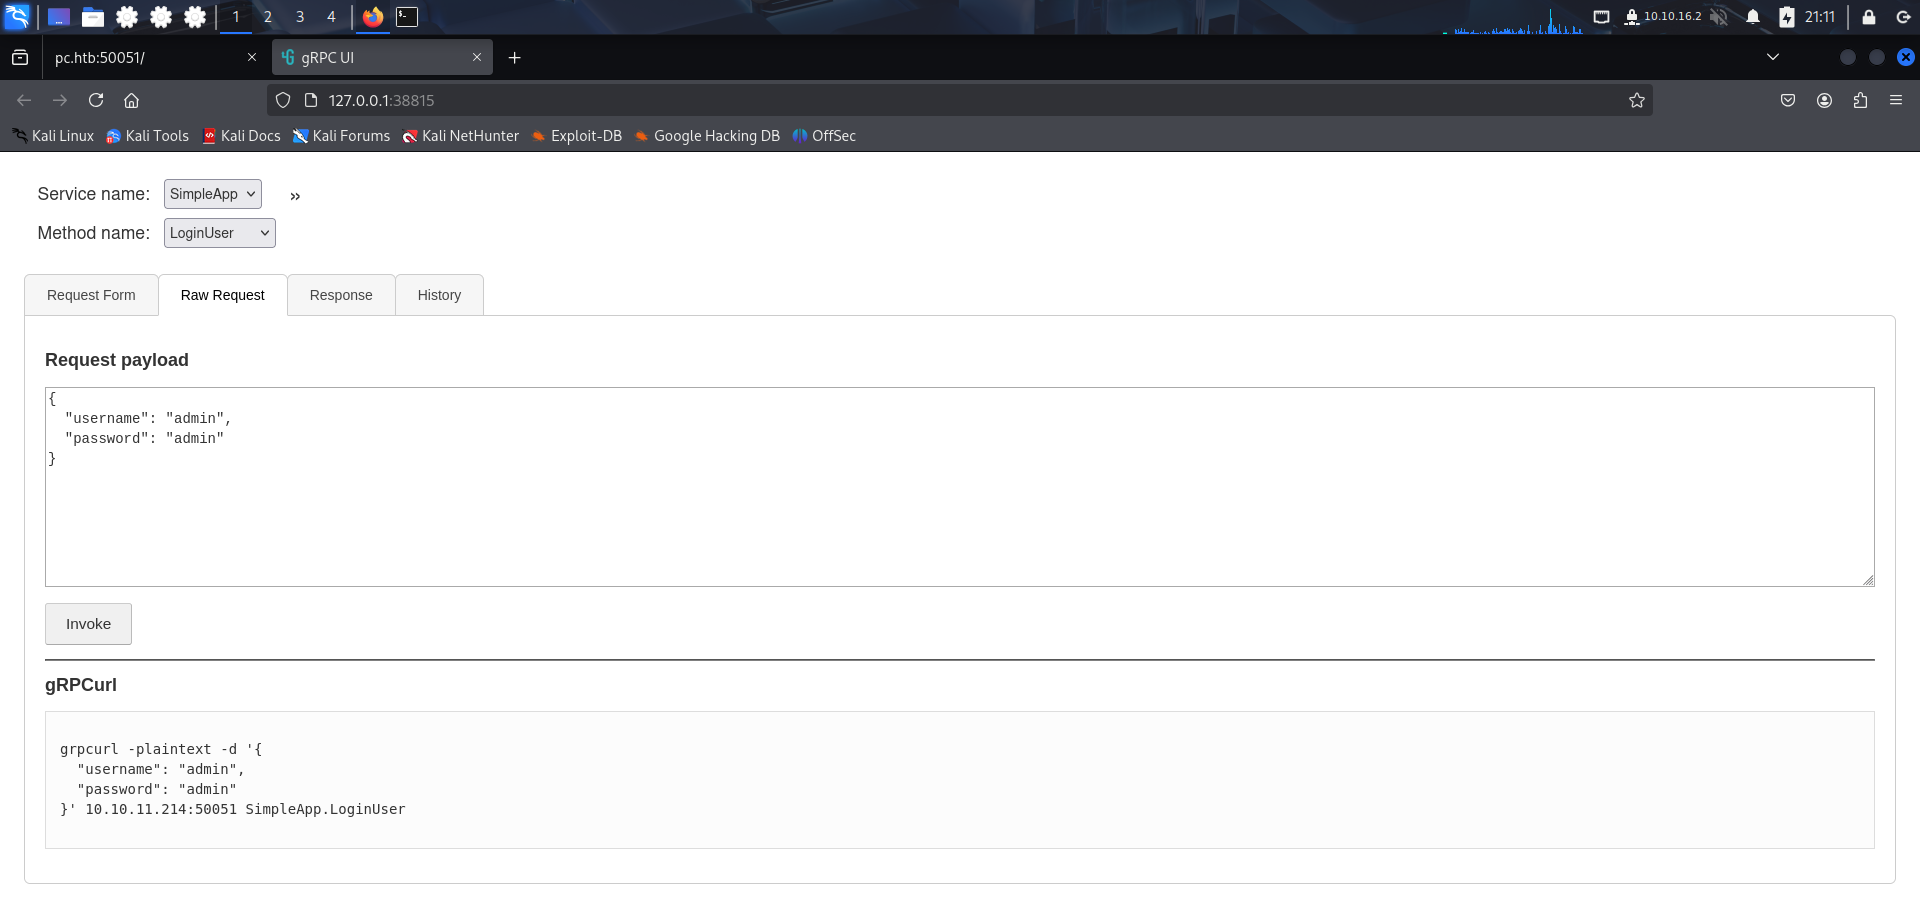 1 2 3 4 10.10.16.2 21:11
pc.htb:50051/ gRPC UI
127.0.0.1:38815
Kali Linux Kali Tools Kali Docs Kali Forums Kali NetHunter Exploit-DB Google Hacking DB OffSec
Service name: SimpleApp »
Method name: LoginUser
Request Form Raw Request Response History
Request payload
{
"username": "admin",
"password": "admin"
}
Invoke
gRPCurl
grpcurl -plaintext -d '{
"username": "admin",
"password": "admin"
}' 10.10.11.214:50051 SimpleApp.LoginUser